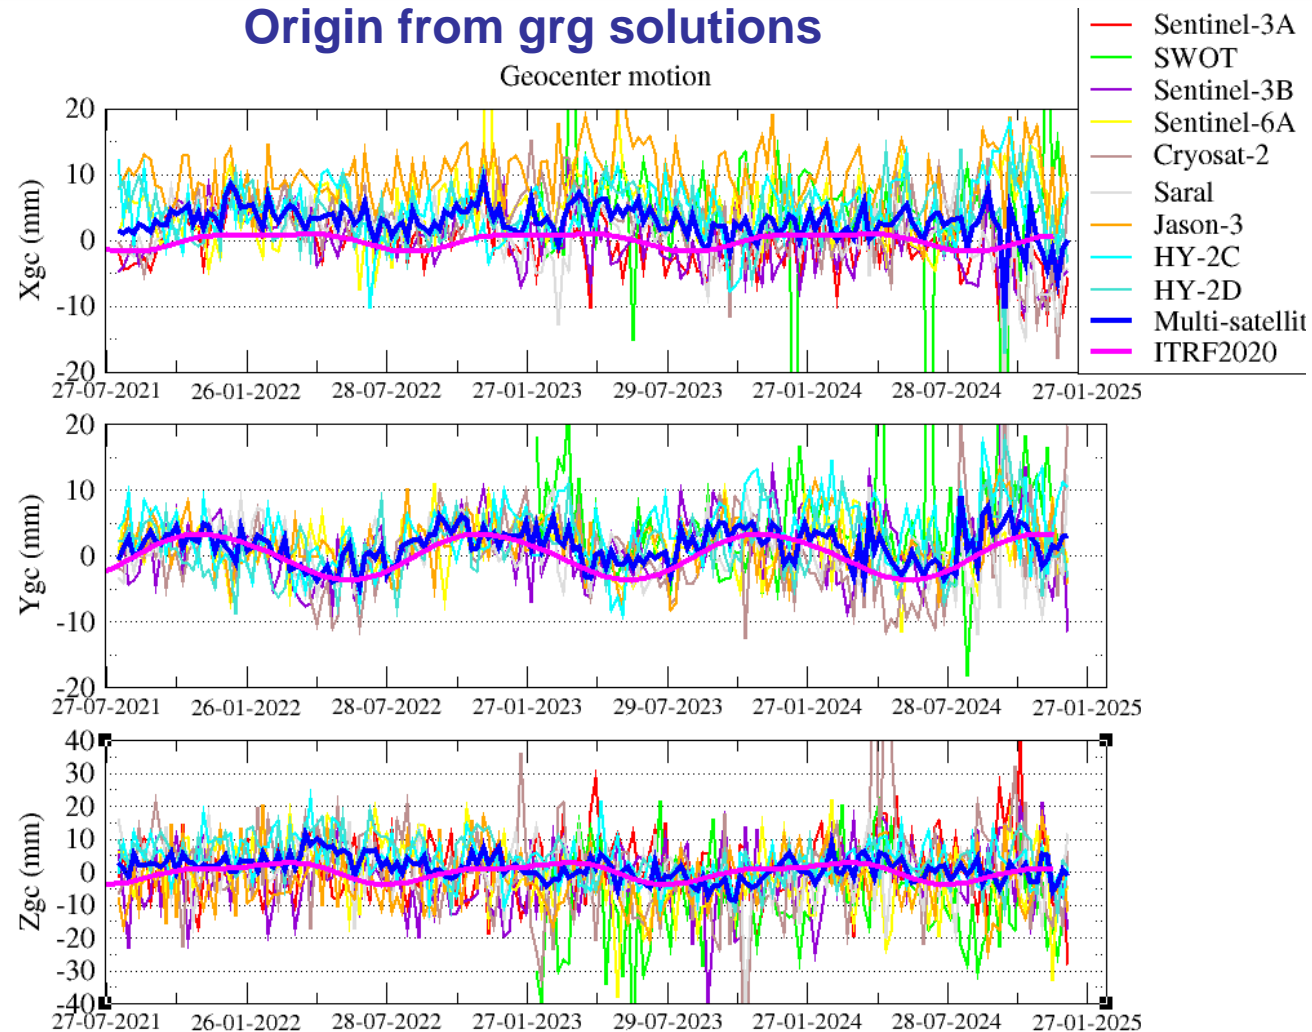 Origin from grg solutions
Geocenter motion
Sentinel-3A
SWOT
Sentinel-3B
Sentinel-6A
Cryosat-2
Saral
Jason-3
HY-2C
HY-2D
Multi-satellit
ITRF2020
Xgc (mm)
20
10
0
-10
-20
27-07-2021 26-01-2022 28-07-2022 27-01-2023 29-07-2023 27-01-2024 28-07-2024 27-01-2025
Ygc (mm)
20
10
0
-10
-20
27-07-2021 26-01-2022 28-07-2022 27-01-2023 29-07-2023 27-01-2024 28-07-2024 27-01-2025
Zgc (mm)
40
30
20
10
0
-10
-20
-30
-40
27-07-2021 26-01-2022 28-07-2022 27-01-2023 29-07-2023 27-01-2024 28-07-2024 27-01-2025